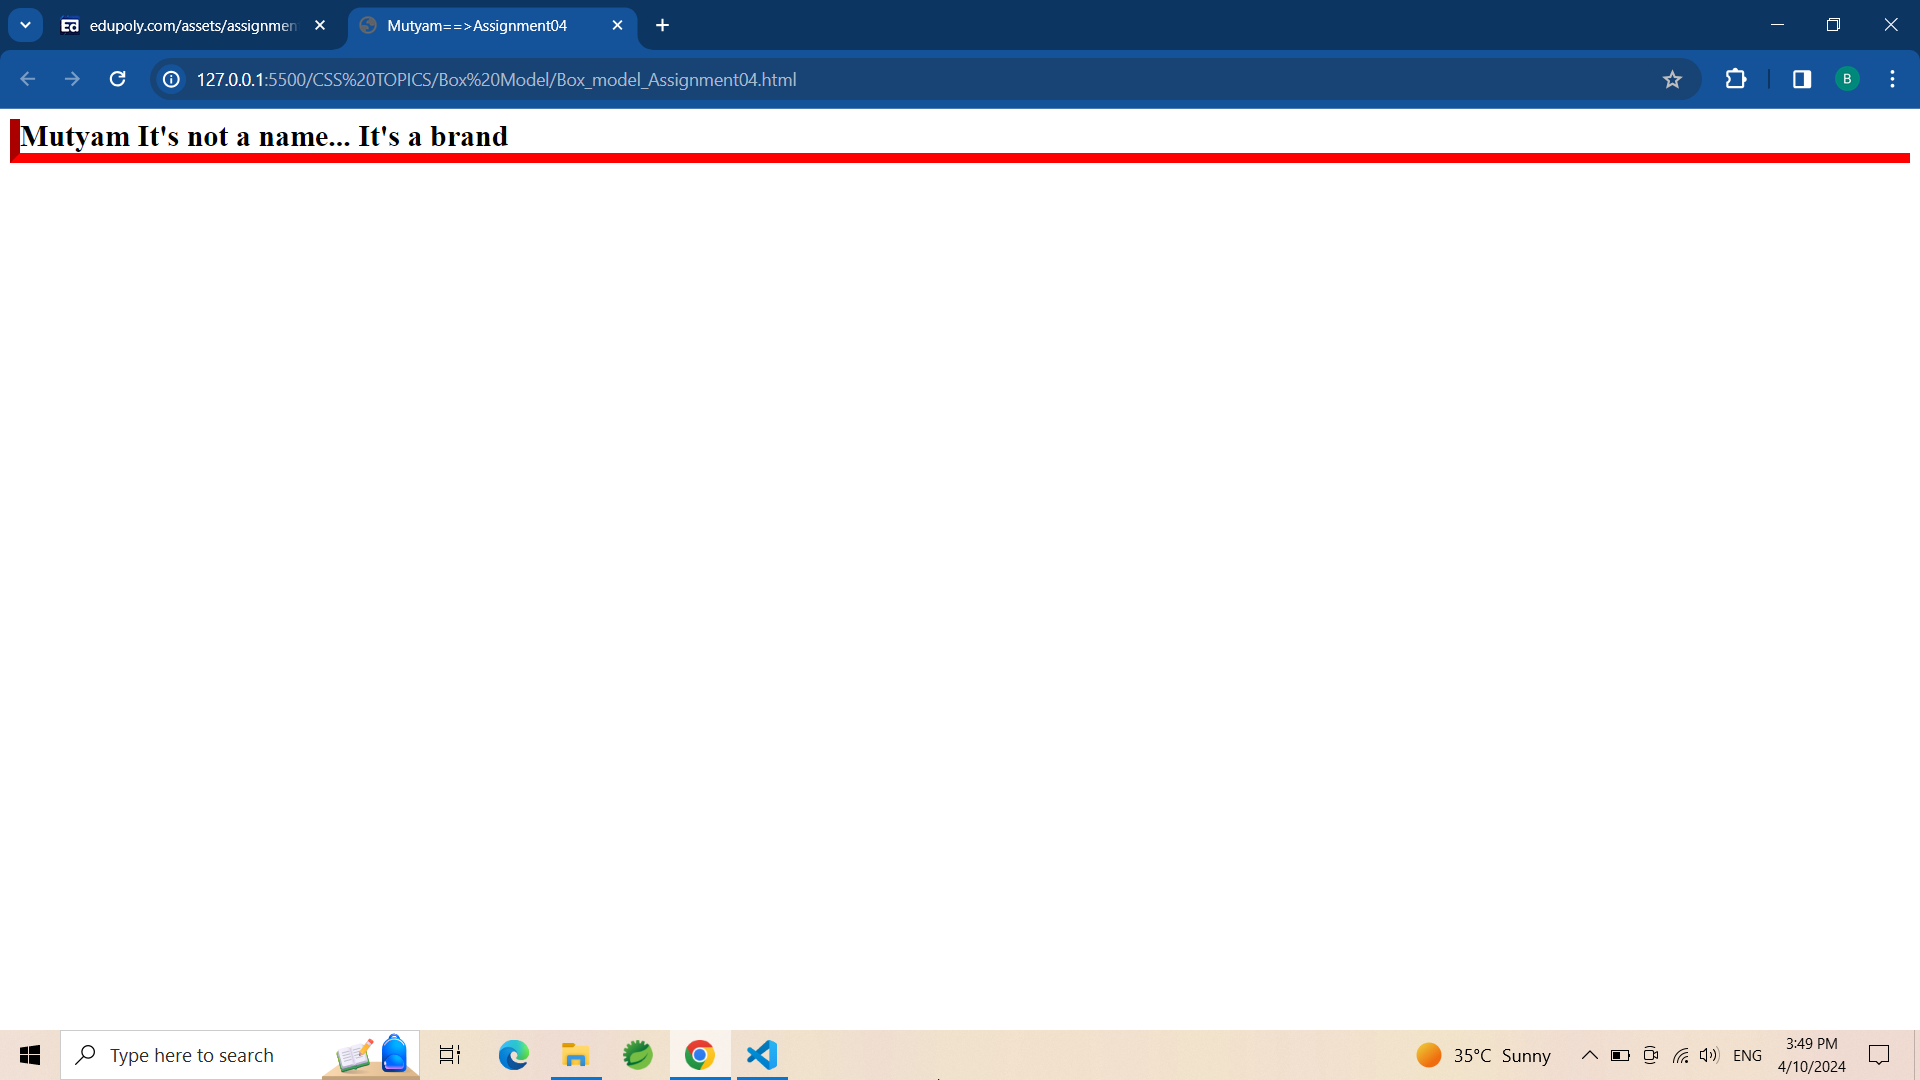 Ed edupoly.com/assets/assignmen
Mutyam==>Assignment04
127.0.0.1:5500/CSS%20TOPICS/Box%20Model/Box_model_Assignment04.html
B
Mutyam It's not a name... It's a brand
Type here to search
35°C Sunny
ENG
3:49 PM
4/10/2024